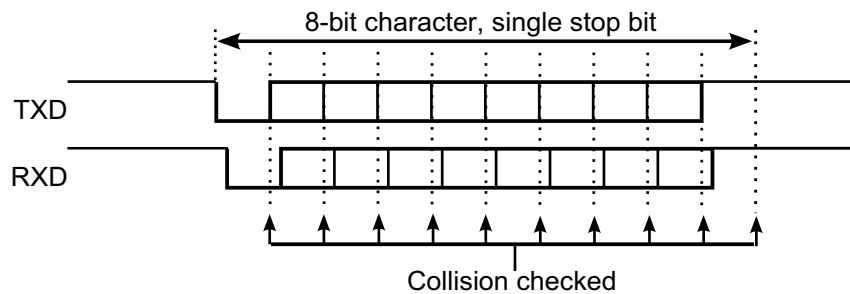 8-bit character, single stop bit
TXD
RXD
Collision checked